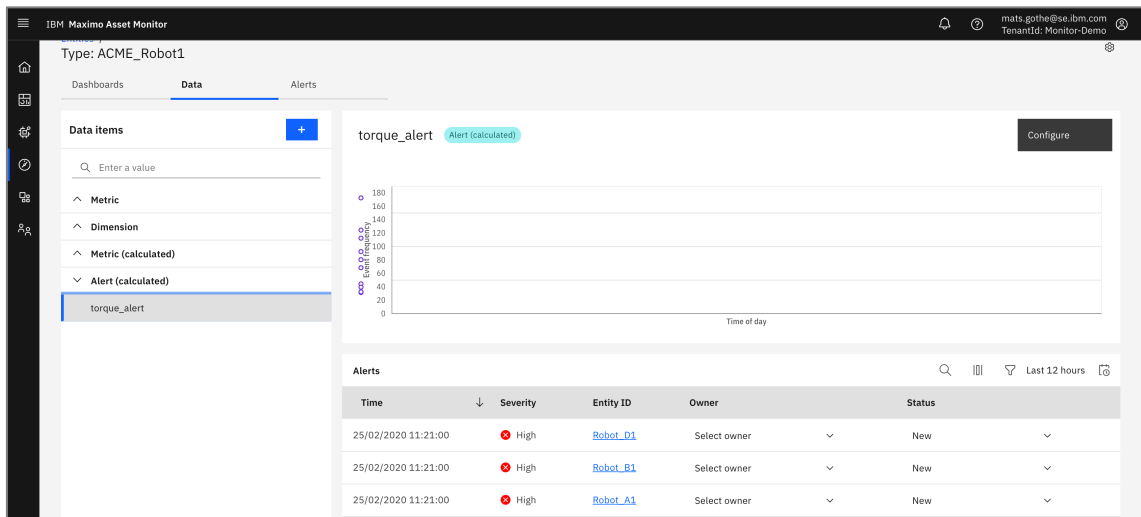 IBM Maximo Asset Monitor
mats.gothe@se.ibm.com
TenantId: Monitor-Demo
Type: ACME_Robot1
Dashboards
Data
Alerts
Data items
+
Enter a value
Metric
Dimension
Metric (calculated)
Alert (calculated)
torque_alert
torque_alert
Alert (calculated)
Configure
Event frequency
180
160
140
120
100
80
60
40
20
0
Time of day
Alerts
Last 12 hours
Time Severity Entity ID Owner Status
25/02/2020 11:21:00 High Robot_D1 Select owner New
25/02/2020 11:21:00 High Robot_B1 Select owner New
25/02/2020 11:21:00 High Robot_A1 Select owner New